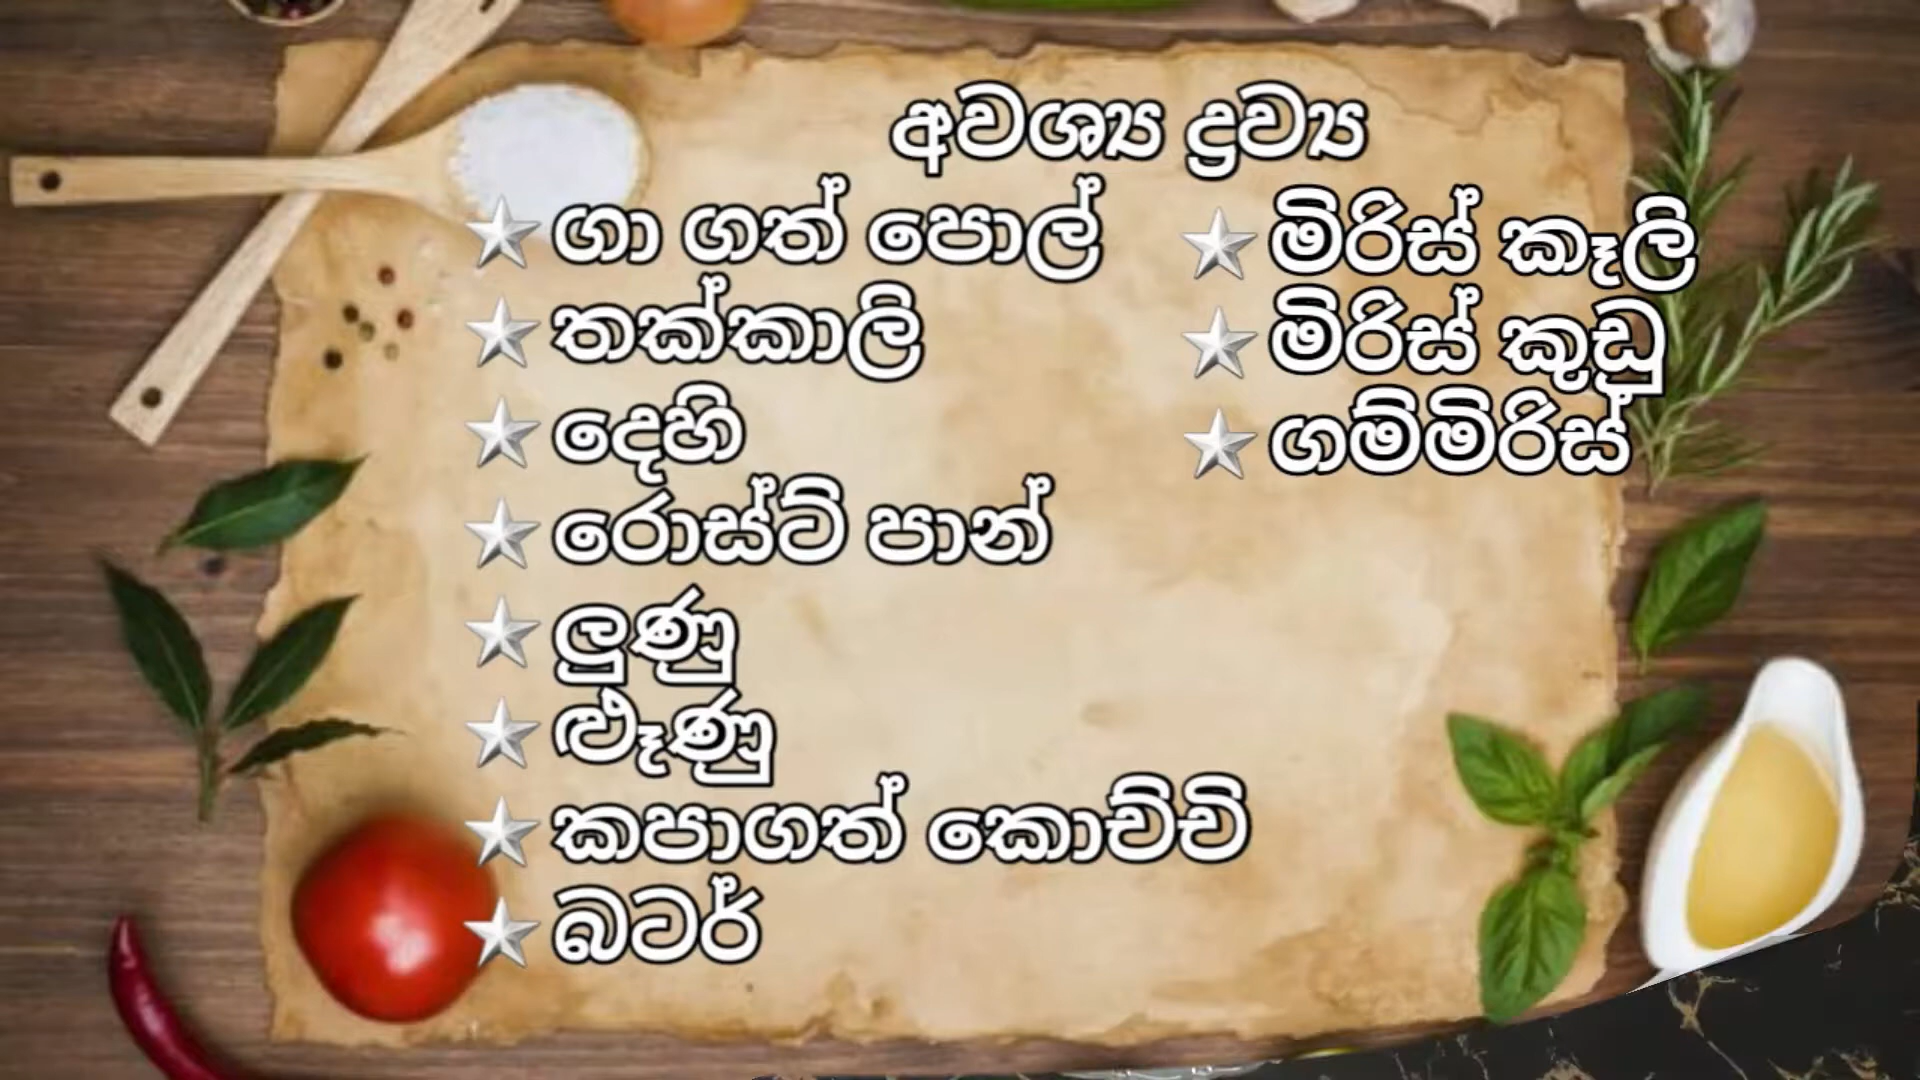 අවශ්‍ය ද්‍රව්‍ය
ගා ගත් පොල්
තක්කාලි
දෙහි
රොස්ට් පාන්
ලුණු
ළූණු
කපාගත් කොච්චි
බටර්
මිරිස් කෑලි
මිරිස් කුඩු
ගම්මිරිස්